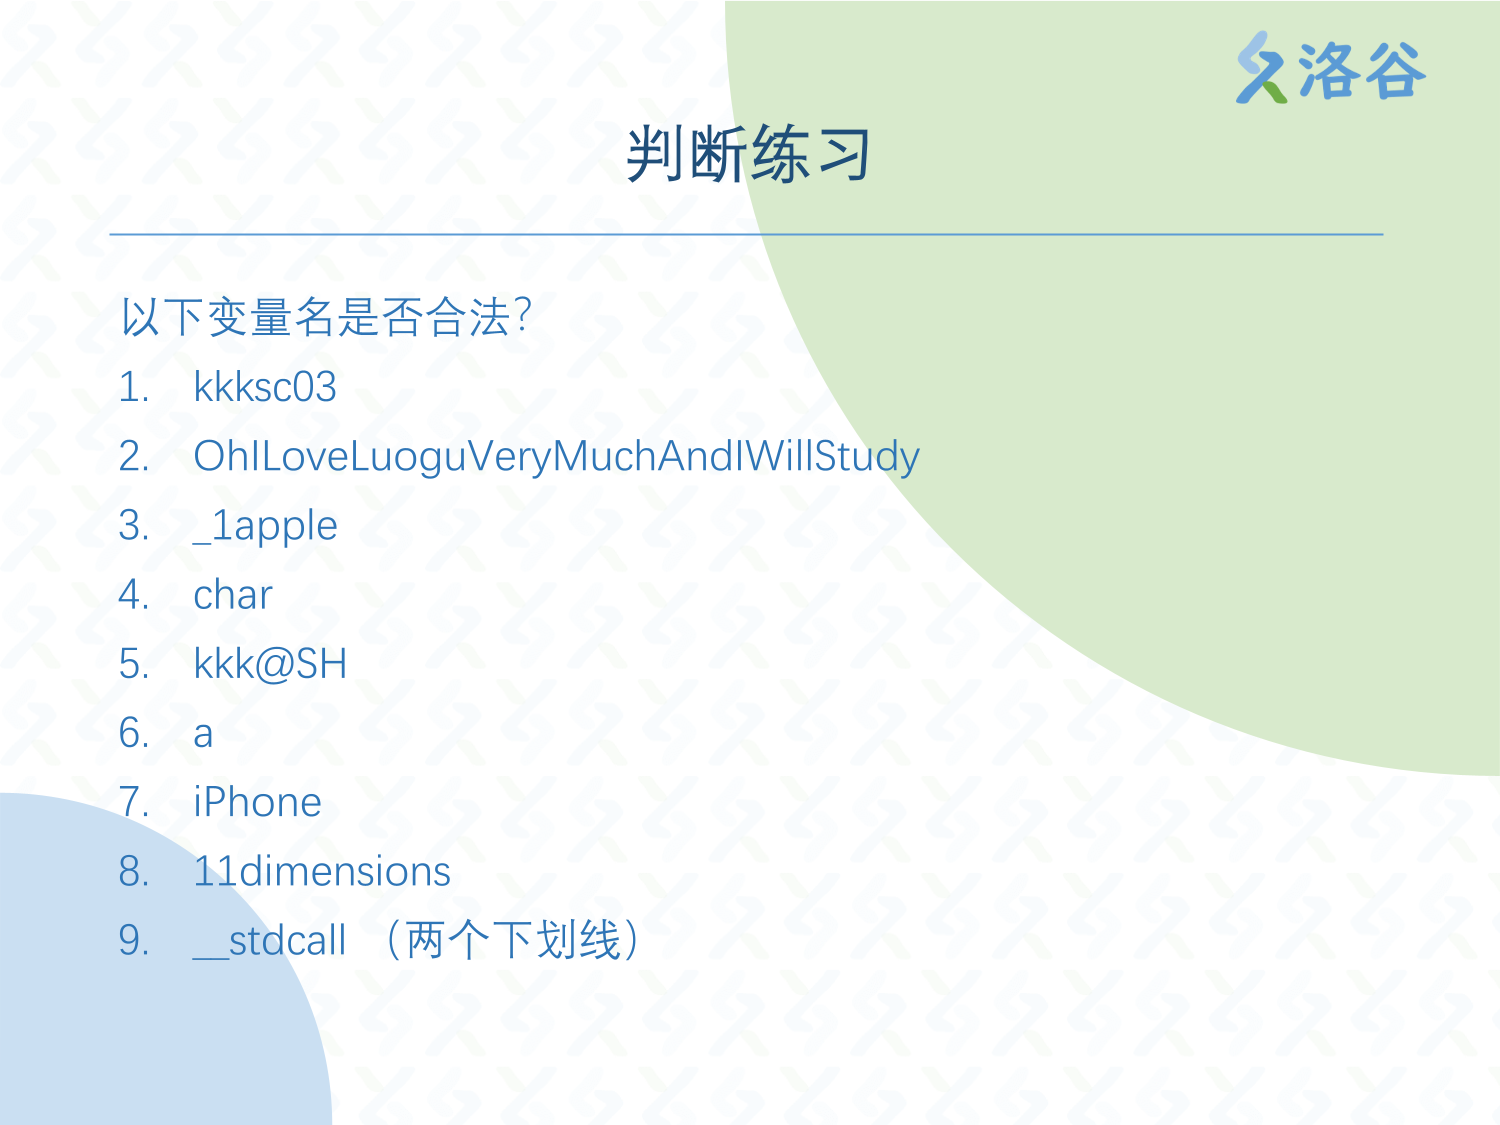 洛谷
判断练习
以下变量名是否合法？
1. kkksc03
2. OhILoveLuoguVeryMuchAndIWillStudy
3. _1apple
4. char
5. kkk@SH
6. a
7. iPhone
8. 11dimensions
9. __stdcall （两个下划线）